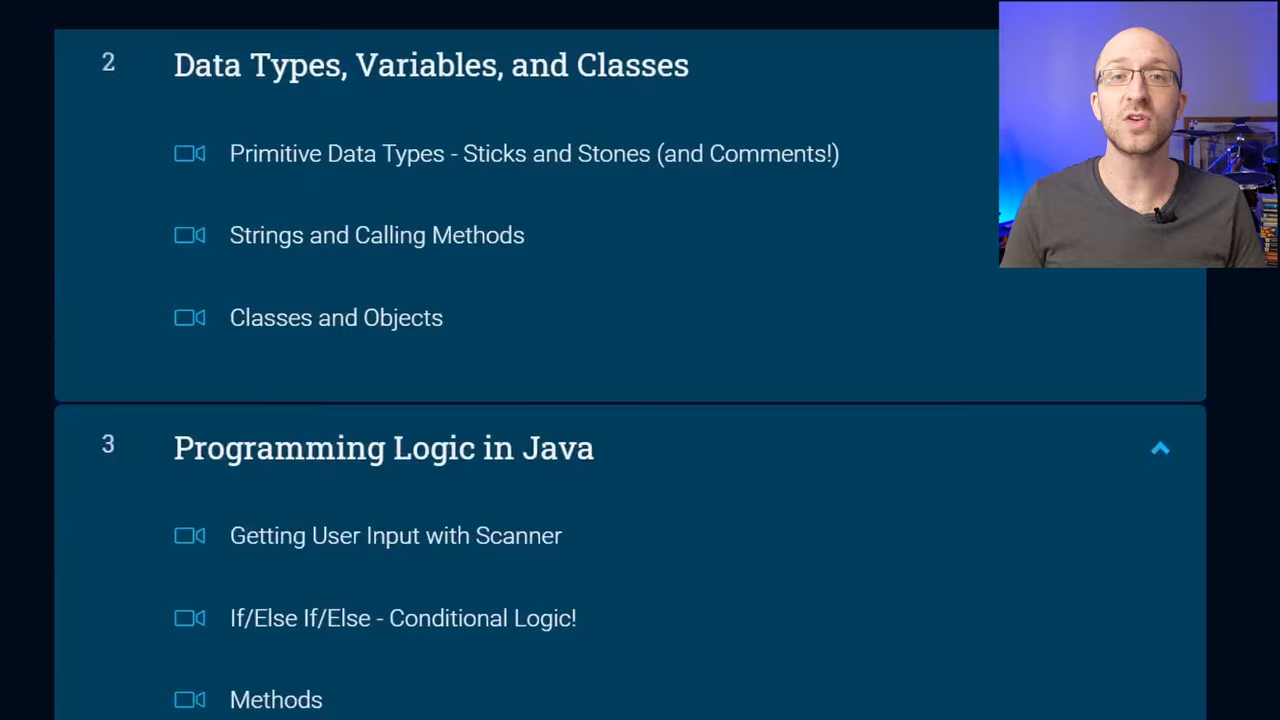 2
Data Types, Variables, and Classes
Primitive Data Types - Sticks and Stones (and Comments!)
Strings and Calling Methods
Classes and Objects
3
Programming Logic in Java
Getting User Input with Scanner
If/Else If/Else - Conditional Logic!
Methods